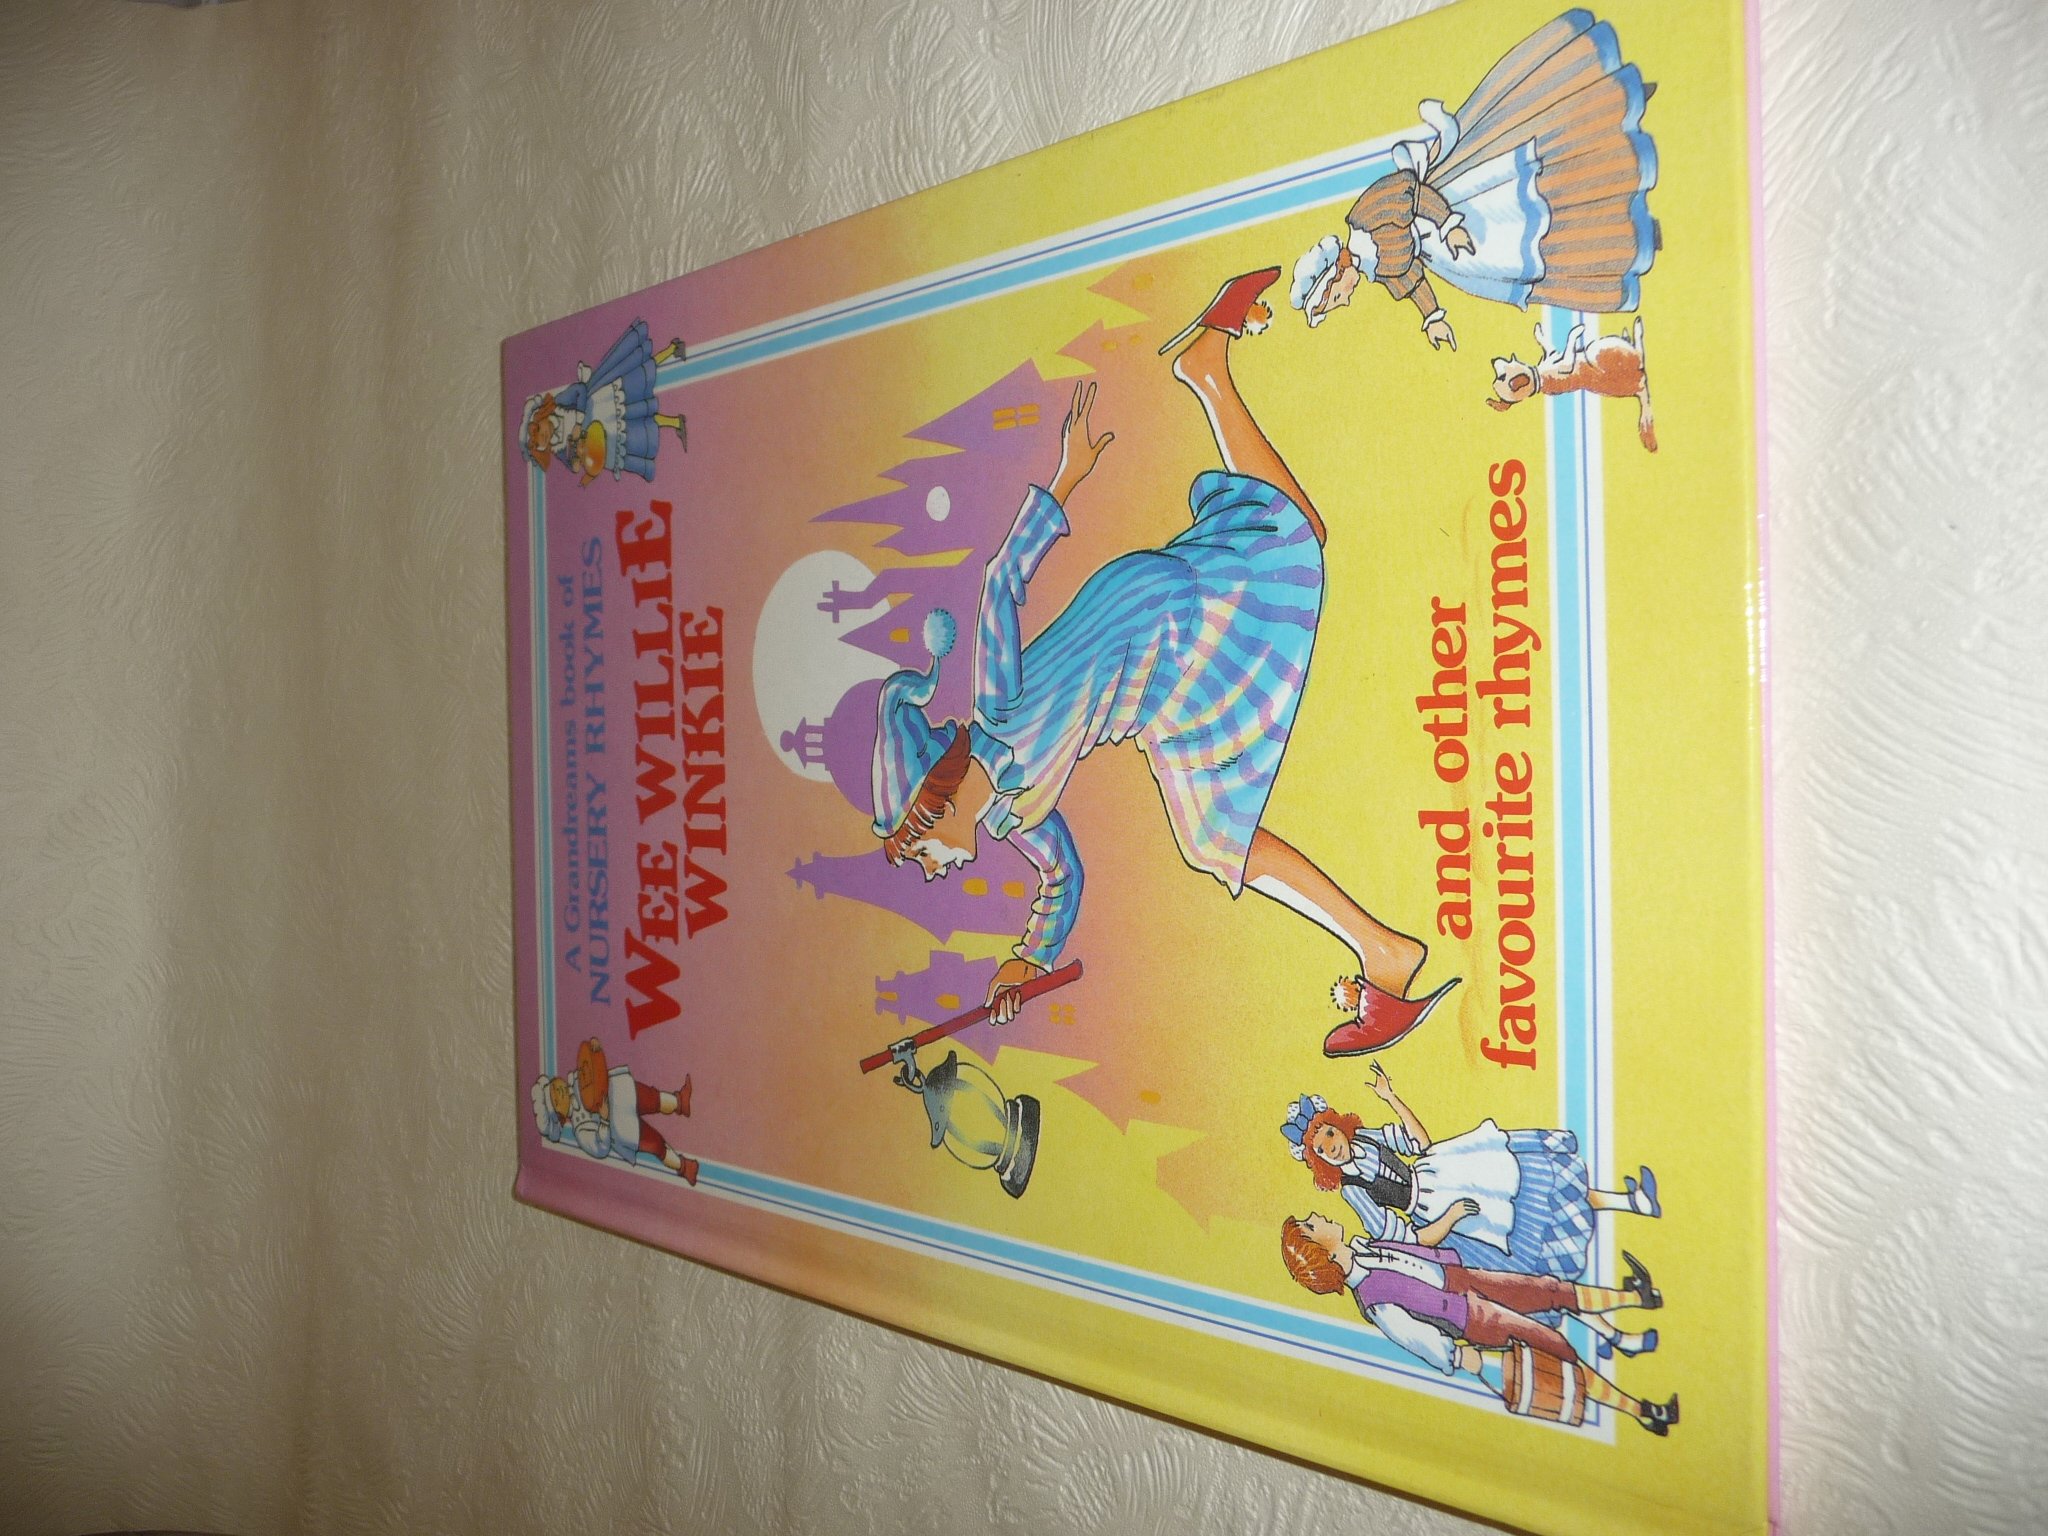 A Grandreams book of
NURSERY RHYMES
WEE WILLIE
WINKIE
and other
favourite rhymes